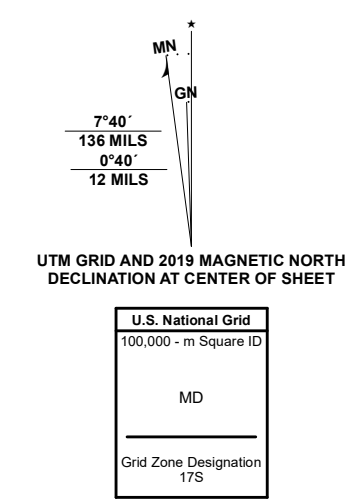 MN
GN
7°40´
136 MILS
0°40´
12 MILS
UTM GRID AND 2019 MAGNETIC NORTH
DECLINATION AT CENTER OF SHEET
U.S. National Grid
100,000 - m Square ID
MD
Grid Zone Designation
17S